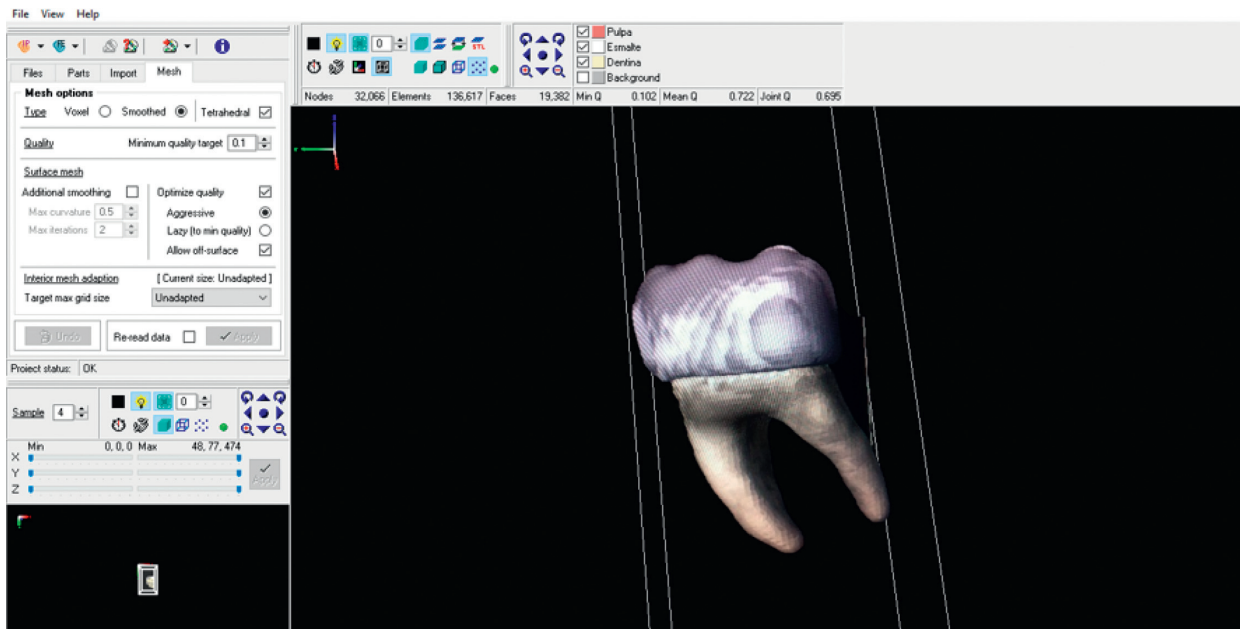 File View Help
Files Parts Import Mesh
Mesh options
Type Voxel Smoothed Tetrahedral
Quality Minimum quality target 0.1
Surface mesh
Additional smoothing Optimize quality
Max curvature 0.5 Aggressive
Max iterations 2 Lazy (to min quality)
Allow off-surface
Interior mesh adaption [ Current size: Unadapted ]
Target max grid size Unadapted
Undo Re-read data Apply
Project status: OK
Sample 4 0
Min 0, 0, 0 Max 48, 77, 474
X
Y
Z
Apply
0 STL
Pulpa
Esmalte
Dentina
Background
Nodes 32,066 Elements 136,617 Faces 19,382 Min Q 0.102 Mean Q 0.722 Joint Q 0.695